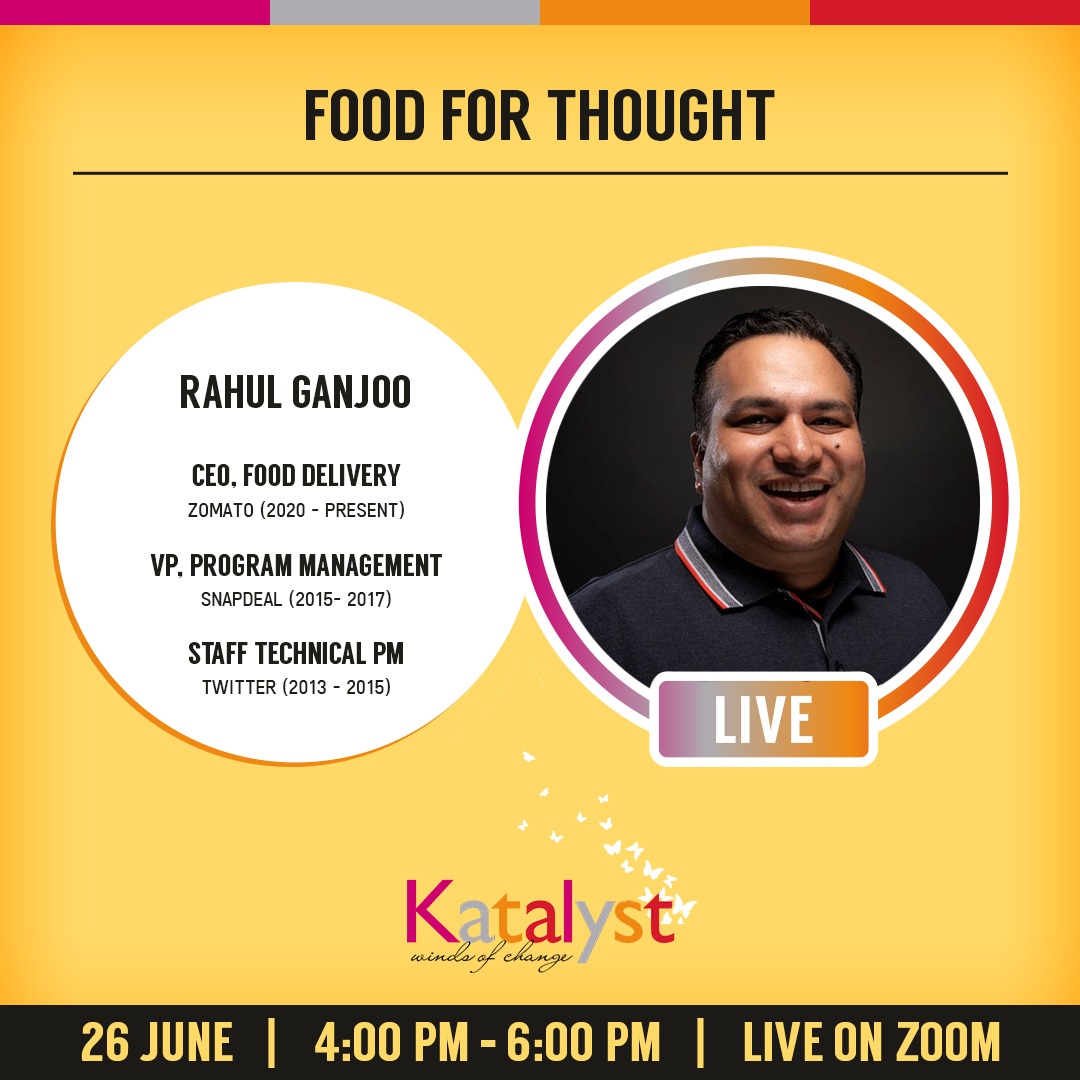 FOOD FOR THOUGHT
RAHUL GANJOO
CEO, FOOD DELIVERY
ZOMATO (2020 - PRESENT)
VP, PROGRAM MANAGEMENT
SNAPDEAL (2015- 2017)
STAFF TECHNICAL PM
TWITTER (2013 - 2015)
LIVE
Katalyst
winds of change
26 JUNE | 4:00 PM - 6:00 PM | LIVE ON ZOOM